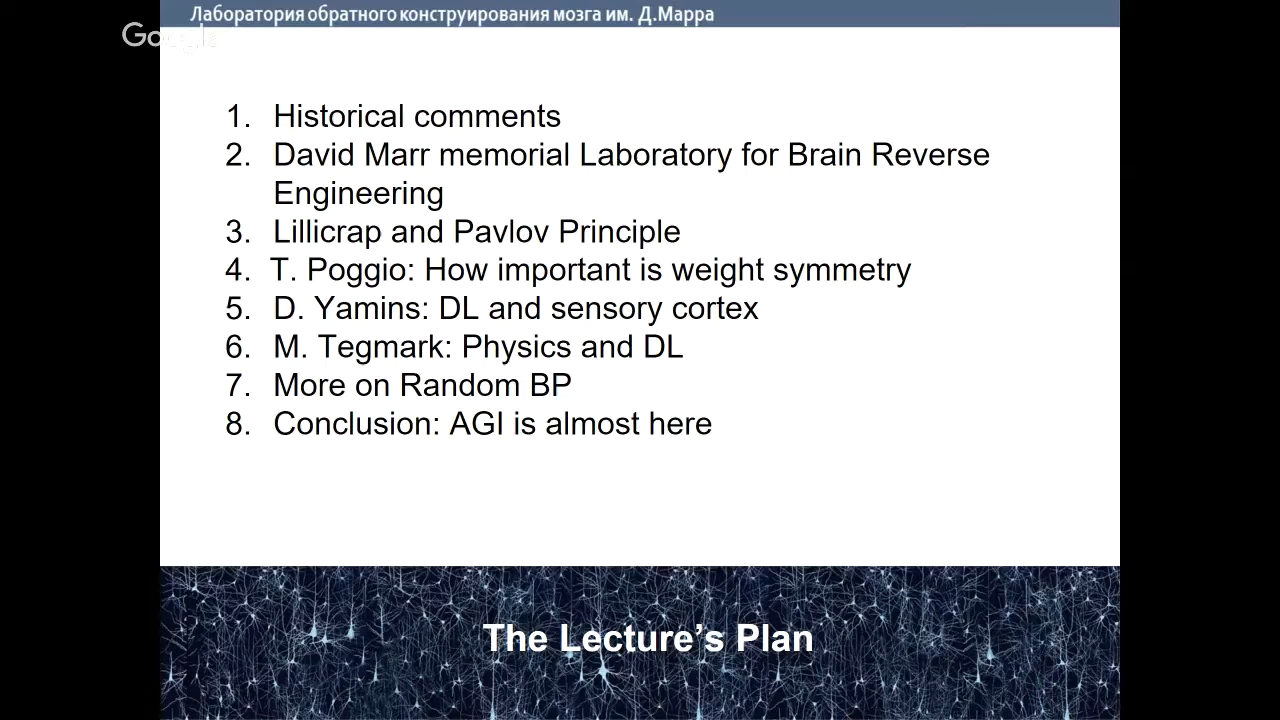 Лаборатория обратного конструирования мозга им. Д.Марра
Google
1. Historical comments
2. David Marr memorial Laboratory for Brain Reverse
Engineering
3. Lillicrap and Pavlov Principle
4. T. Poggio: How important is weight symmetry
5. D. Yamins: DL and sensory cortex
6. M. Tegmark: Physics and DL
7. More on Random BP
8. Conclusion: AGI is almost here
The Lecture’s Plan